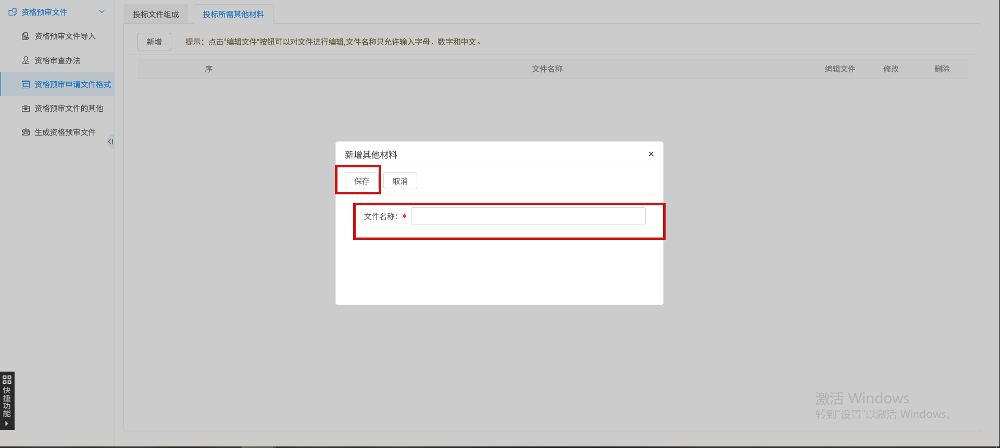 资格预审文件
资格预审文件导入
资格审查办法
资格预审申请文件格式
资格预审文件的其他...
生成资格预审文件
投标文件组成
投标所需其他材料
新增
提示：点击“编辑文件”按钮可以对文件进行编辑,文件名称只允许输入字母、数字和中文。
序
文件名称
编辑文件
修改
删除
新增其他材料
保存
取消
文件名称：*
快捷功能
激活 Windows
转到“设置”以激活 Windows。